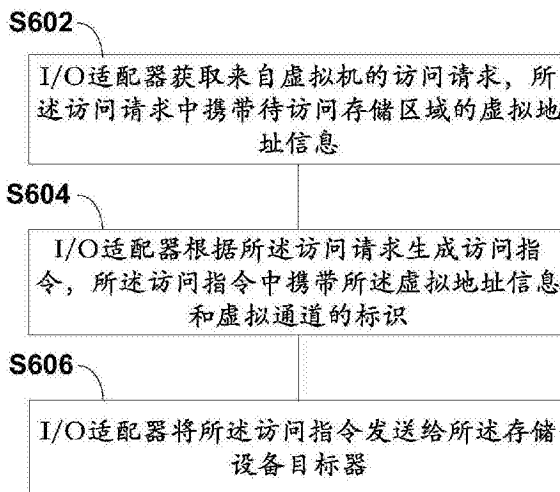 S602
I/O适配器获取来自虚拟机的访问请求，所
述访问请求中携带待访问存储区域的虚拟地
址信息
S604
I/O适配器根据所述访问请求生成访问指
令，所述访问指令中携带所述虚拟地址信息
和虚拟通道的标识
S606
I/O适配器将所述访问指令发送给所述存储
设备目标器